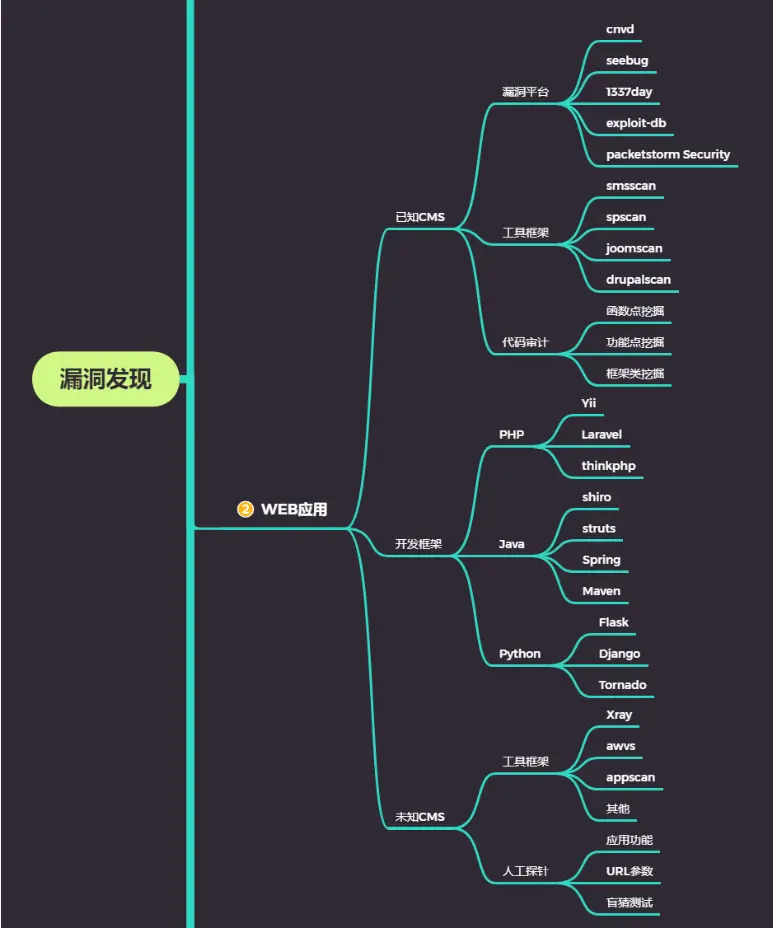 漏洞发现
2 WEB应用
已知CMS
漏洞平台
cnvd
seebug
1337day
exploit-db
packetstorm Security
工具框架
smsscan
spscan
joomscan
drupalscan
代码审计
函数点挖掘
功能点挖掘
框架类挖掘
开发框架
PHP
Yii
Laravel
thinkphp
Java
shiro
struts
Spring
Maven
Python
Flask
Django
Tornado
未知CMS
工具框架
Xray
awvs
appscan
其他
人工探针
应用功能
URL参数
盲猜测试